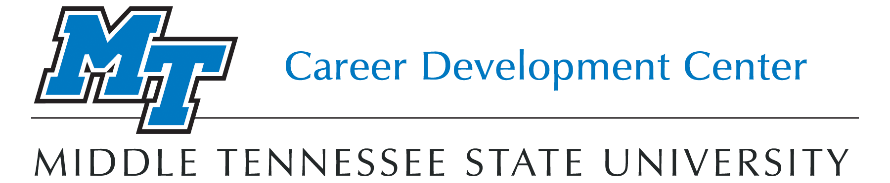 MT
Career Development Center
MIDDLE TENNESSEE STATE UNIVERSITY